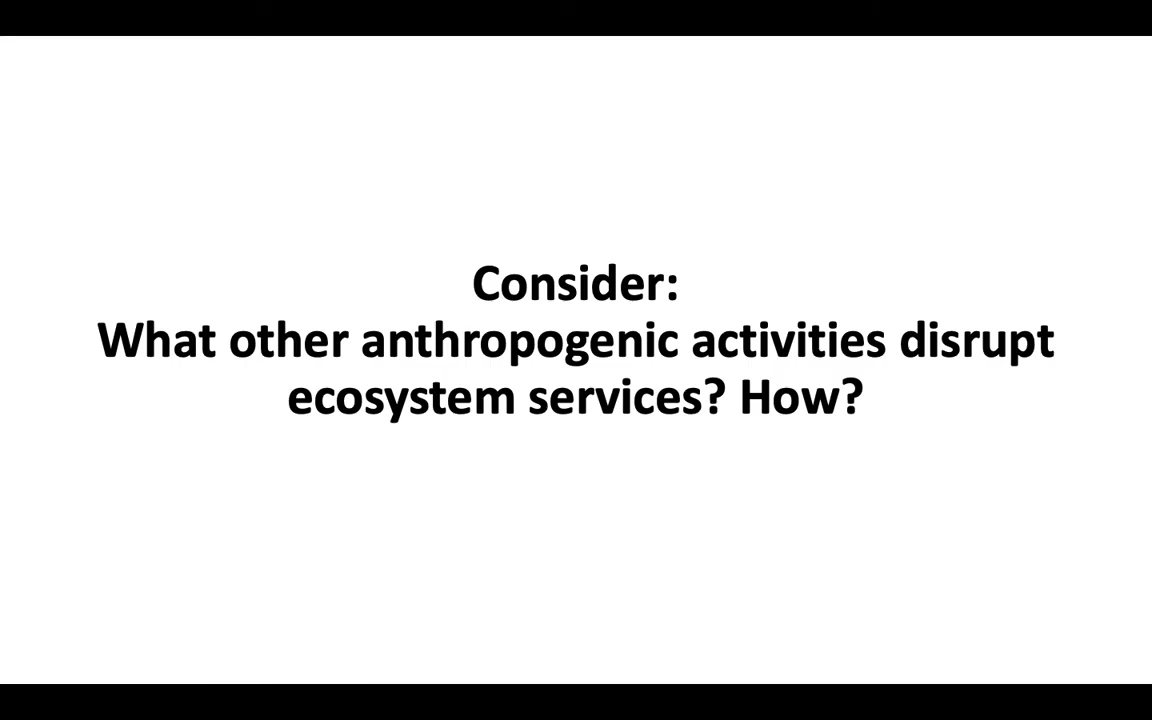 Consider:
What other anthropogenic activities disrupt
ecosystem services? How?